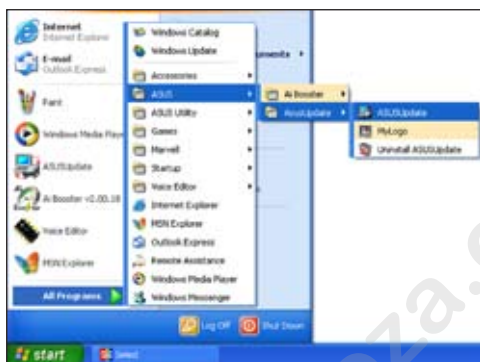 Internet
Internet Explorer
E-mail
Outlook Express
Paint
Windows Media Player
ASUSUpdate
Ai Booster v2.00.18
Voice Editor
MSN Explorer
All Programs
Windows Catalog
Windows Update
Accessories
ASUS
ASUS Utility
Games
Marvell
Startup
Voice Editor
Internet Explorer
MSN Explorer
Outlook Express
Remote Assistance
Windows Media Player
Windows Messenger
Ai Booster
AsusUpdate
ASUSUpdate
MyLogo
Uninstall ASUSUpdate
Log Off
Shut Down
start